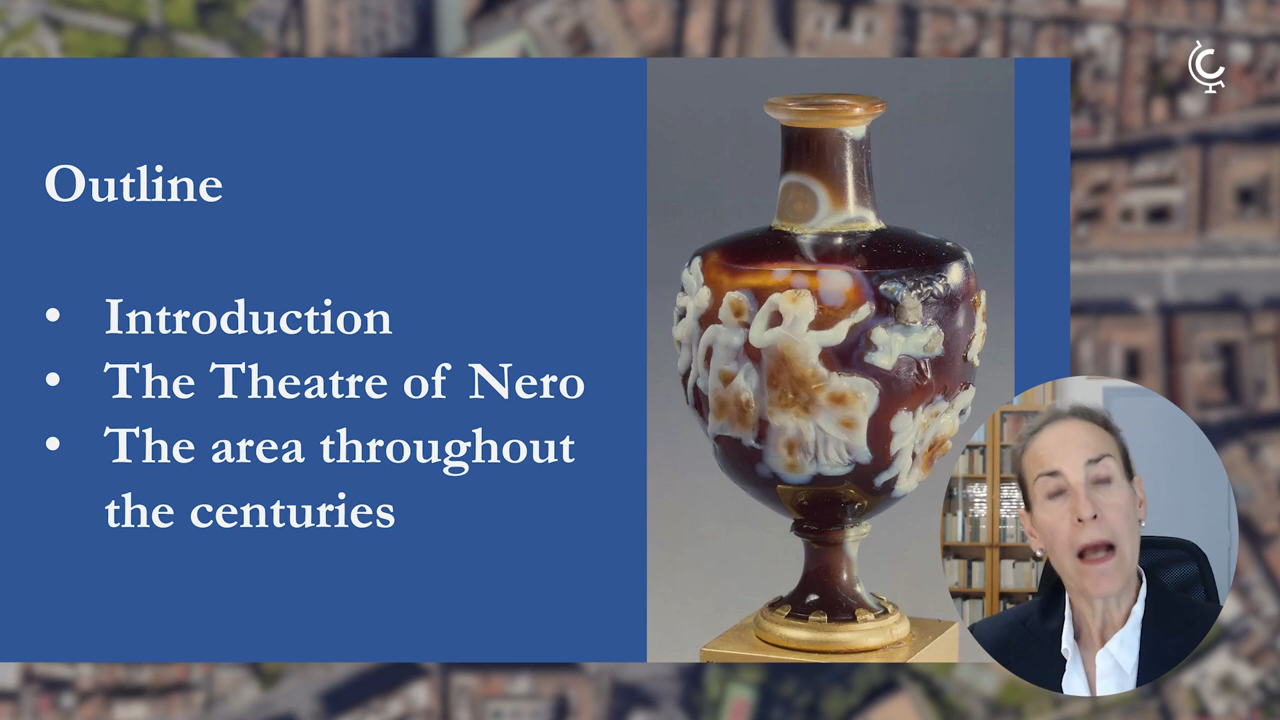 Outline
• Introduction
• The Theatre of Nero
• The area throughout
the centuries